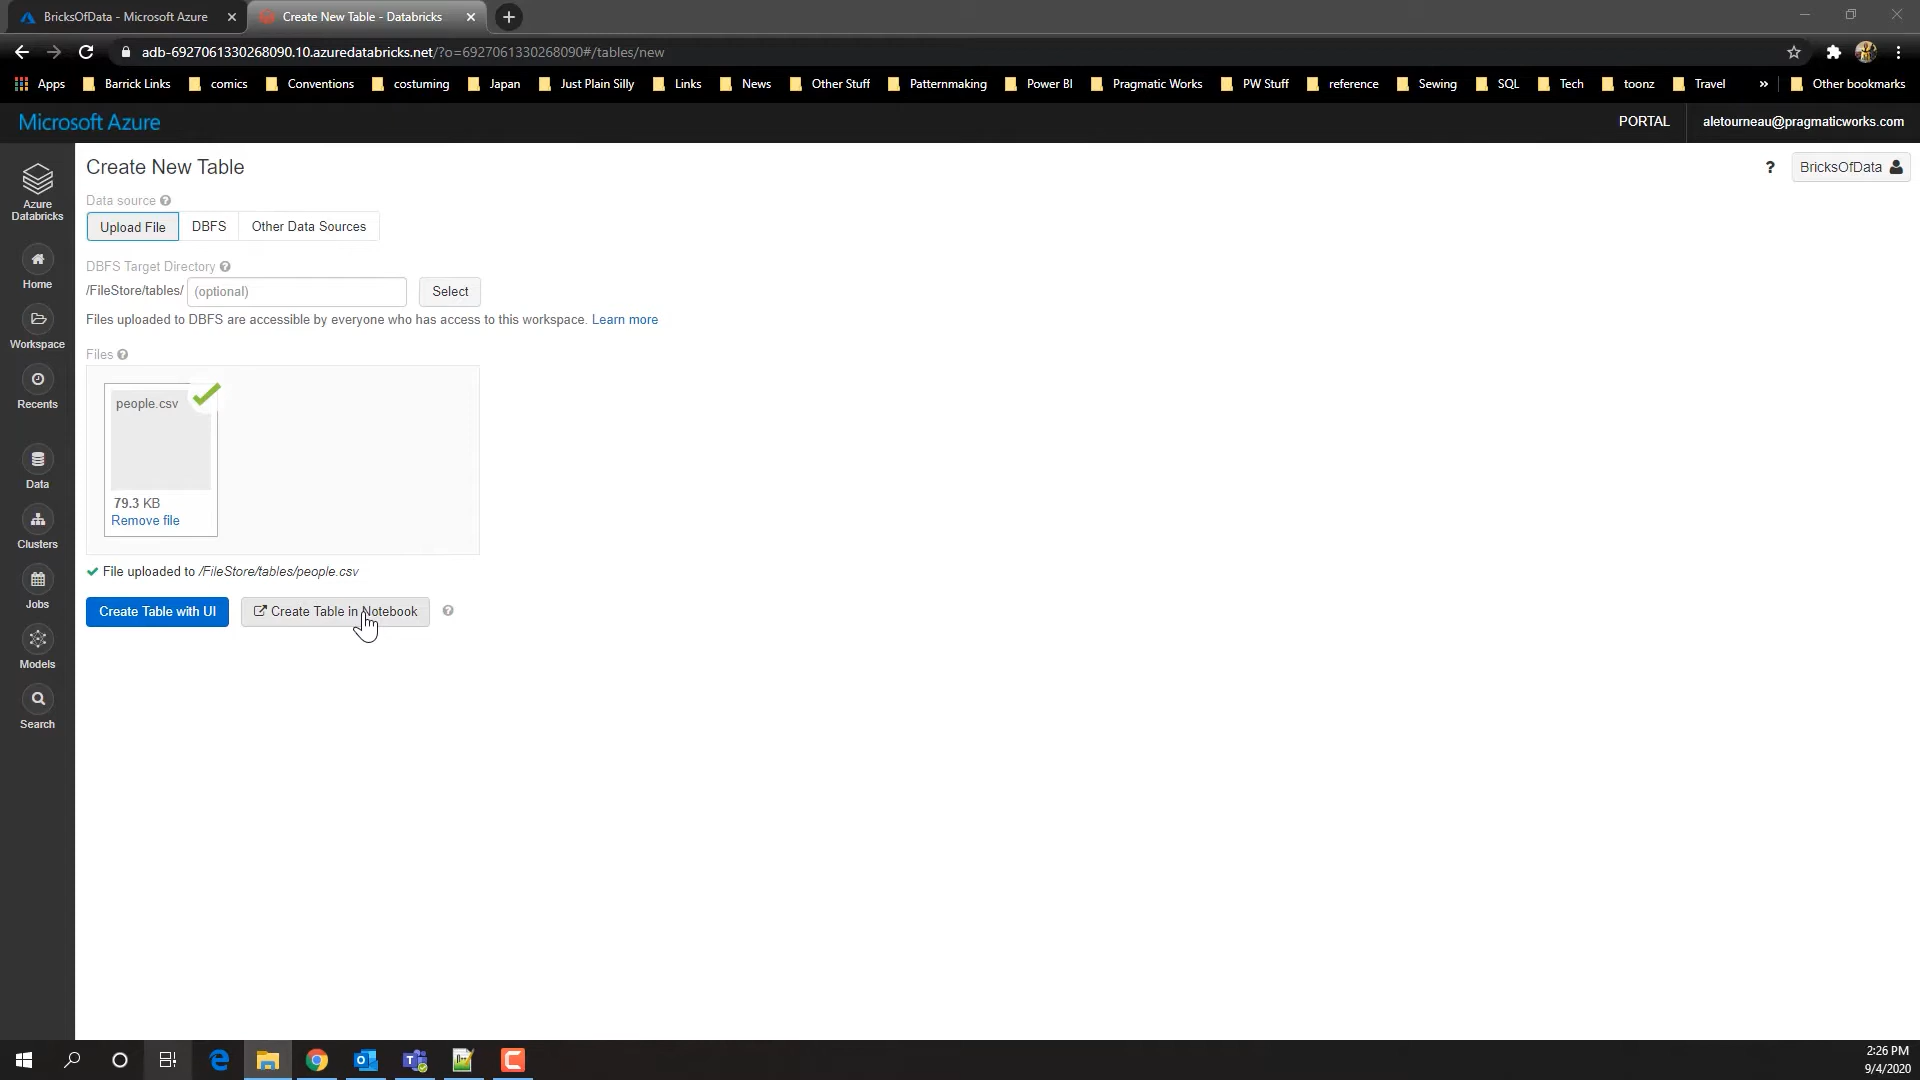 BricksOfData - Microsoft Azure
Create New Table - Databricks
adb-6927061330268090.10.azuredatabricks.net/?o=6927061330268090#/tables/new
Apps Barrick Links comics Conventions costuming Japan Just Plain Silly Links News Other Stuff Patternmaking Power BI Pragmatic Works PW Stuff reference Sewing SQL Tech toonz Travel » Other bookmarks
Microsoft Azure
PORTAL
aletourneau@pragmaticworks.com
Azure
Databricks
Home
Workspace
Recents
Data
Clusters
Jobs
Models
Search
Create New Table
? BricksOfData
Data source ?
Upload File DBFS Other Data Sources
DBFS Target Directory ?
/FileStore/tables/ (optional) Select
Files uploaded to DBFS are accessible by everyone who has access to this workspace. Learn more
Files ?
people.csv
79.3 KB
Remove file
File uploaded to /FileStore/tables/people.csv
Create Table with UI Create Table in Notebook ?
2:26 PM
9/4/2020